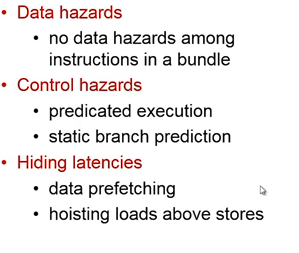 • Data hazards
• no data hazards among
instructions in a bundle
• Control hazards
• predicated execution
• static branch prediction
• Hiding latencies
• data prefetching
• hoisting loads above stores